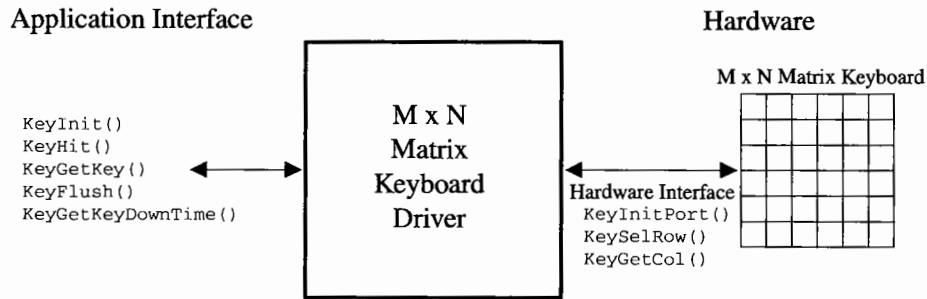 Application Interface
Hardware
M x N Matrix Keyboard
KeyInit()
KeyHit()
KeyGetKey()
KeyFlush()
KeyGetKeyDownTime()
M x N
Matrix
Keyboard
Driver
Hardware Interface
KeyInitPort()
KeySelRow()
KeyGetCol()